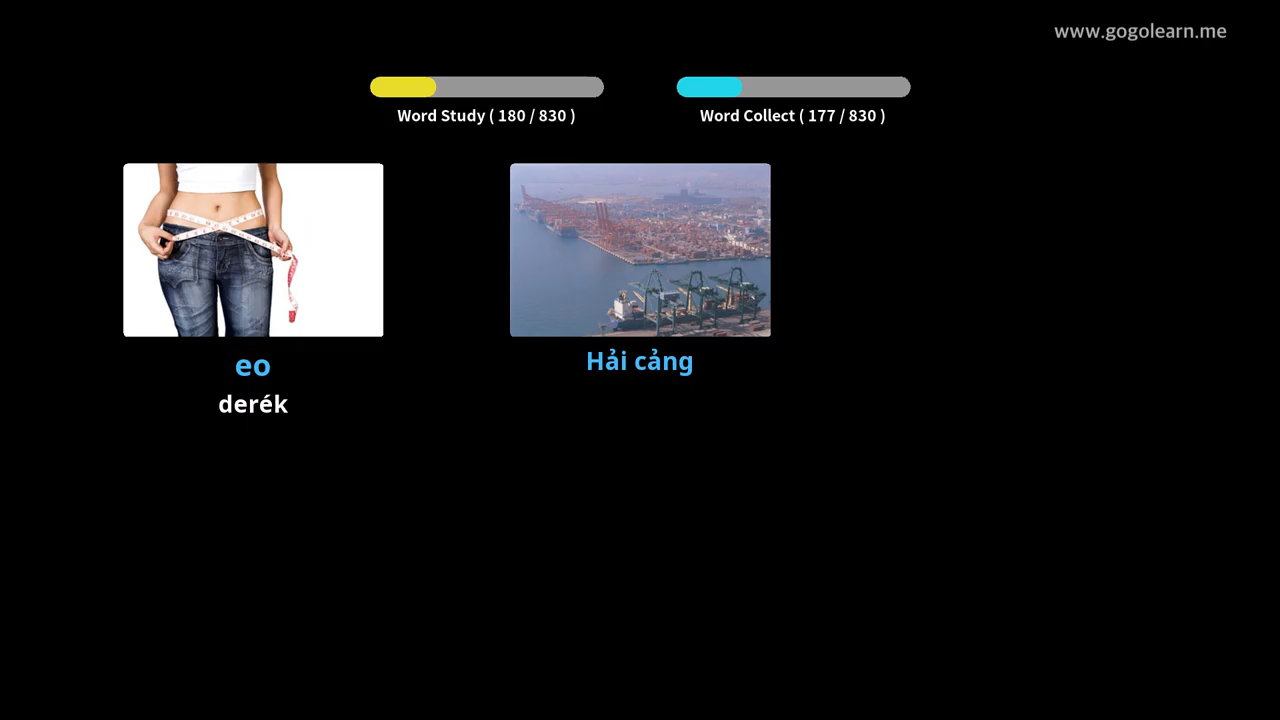 www.gogolearn.me
Word Study ( 180 / 830 )
Word Collect ( 177 / 830 )
eo
derék
Hải cảng